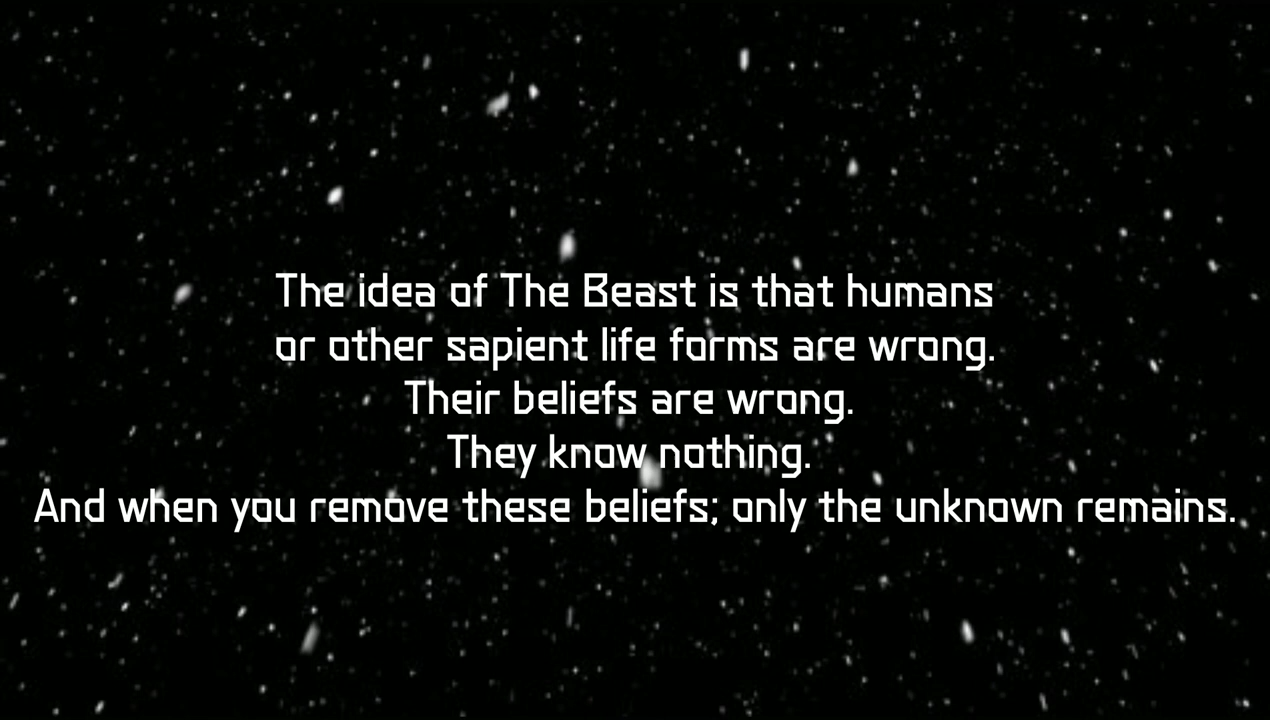 The idea of The Beast is that humans
or other sapient life forms are wrong.
Their beliefs are wrong.
They know nothing.
And when you remove these beliefs; only the unknown remains.